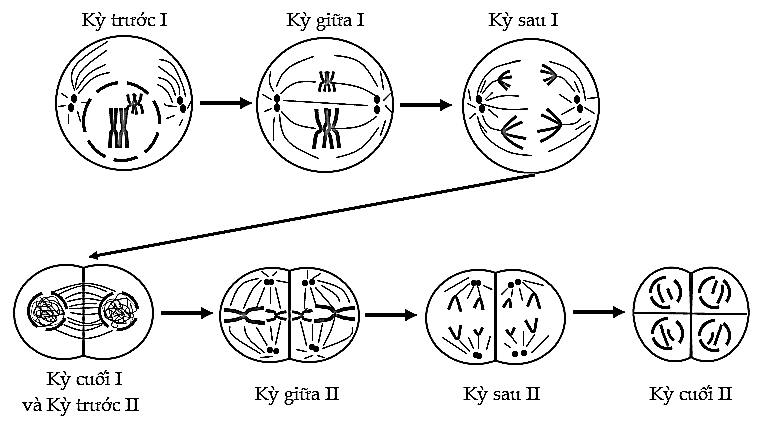 Kỳ trước I
Kỳ giữa I
Kỳ sau I
Kỳ cuối I
và Kỳ trước II
Kỳ giữa II
Kỳ sau II
Kỳ cuối II